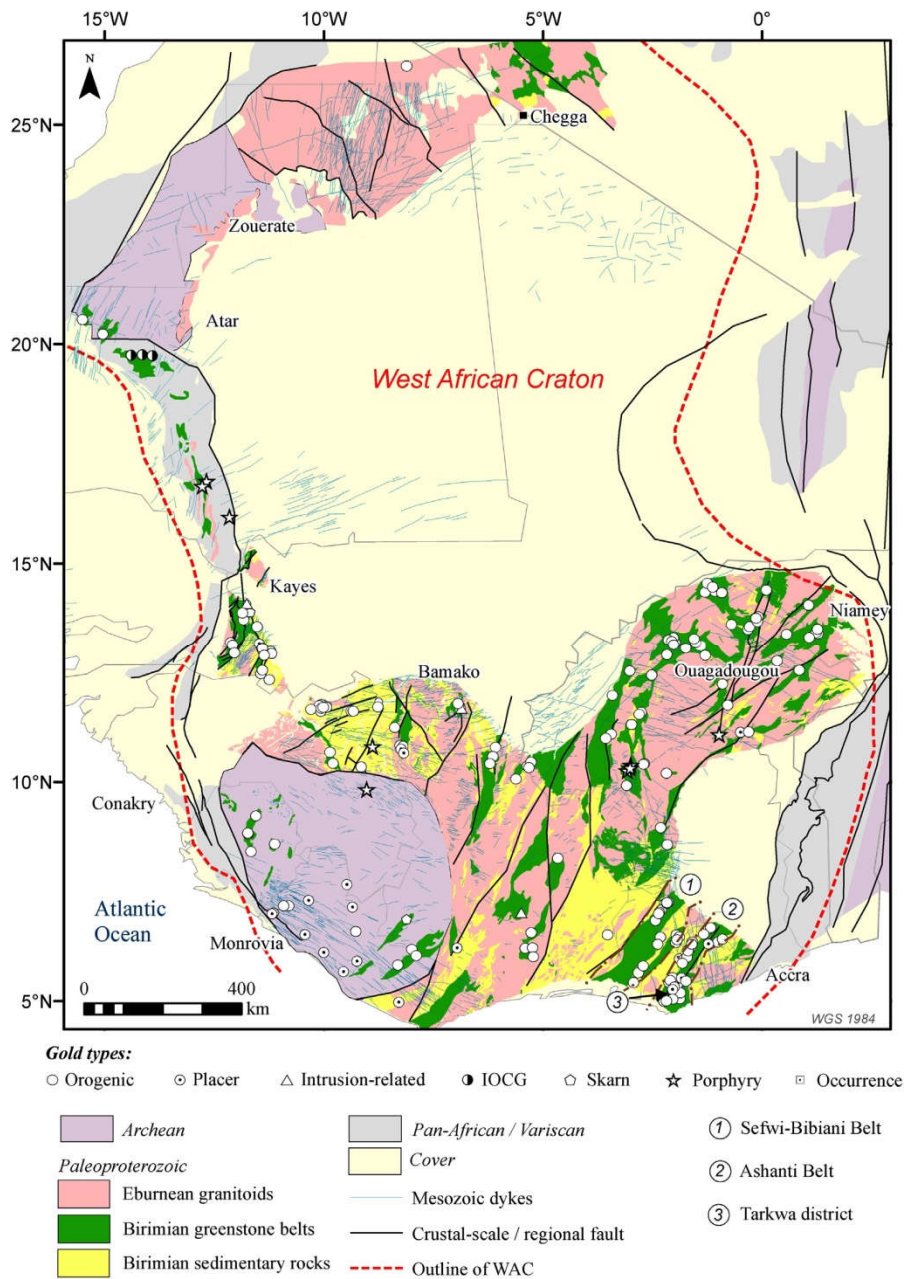 15°W 10°W 5°W 0°
N
25°N
Chegga
Zouerate
Atar
20°N
West African Craton
15°N
Kayes
Niamey
Bamako
Ouagadougou
10°N
Conakry
1
2
Atlantic
Ocean
Monrovia
Accra
5°N
0 400
km
3
WGS 1984
Gold types:
Orogenic Placer Intrusion-related IOCG Skarn Porphyry Occurrence
Archean
Paleoproterozoic
Eburnean granitoids
Birimian greenstone belts
Birimian sedimentary rocks
Pan-African / Variscan
Cover
Mesozoic dykes
Crustal-scale / regional fault
Outline of WAC
1 Sefwi-Bibiani Belt
2 Ashanti Belt
3 Tarkwa district